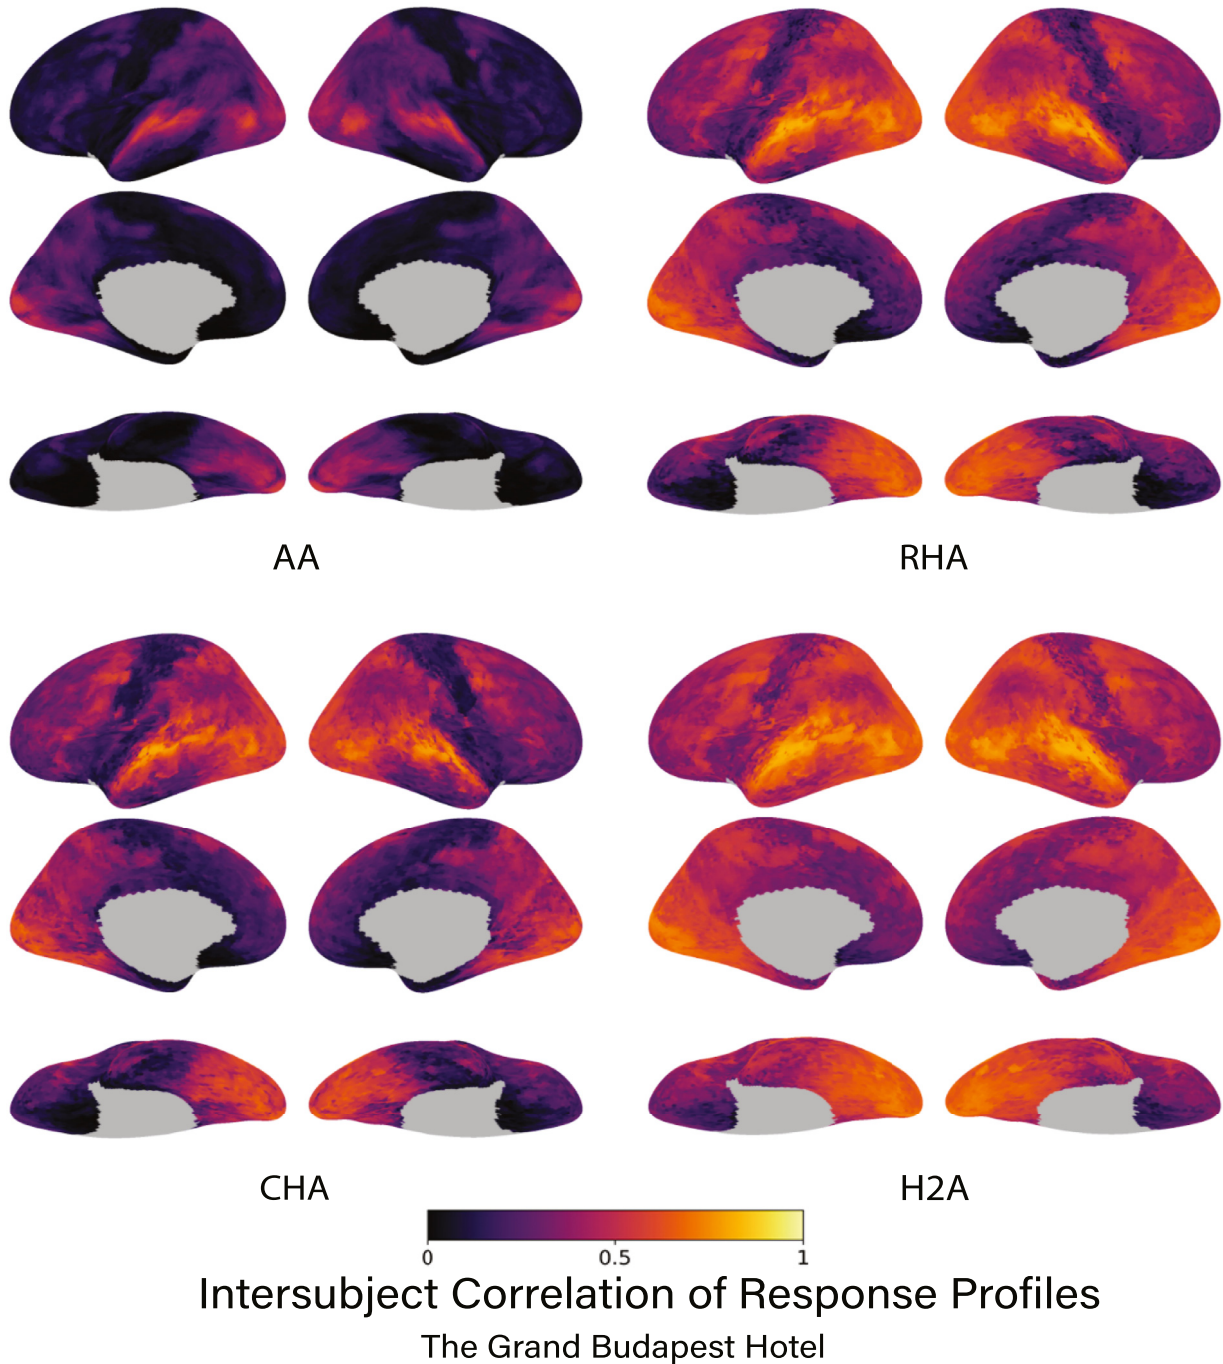 AA
RHA
CHA
H2A
0
0.5
1
Intersubject Correlation of Response Profiles
The Grand Budapest Hotel